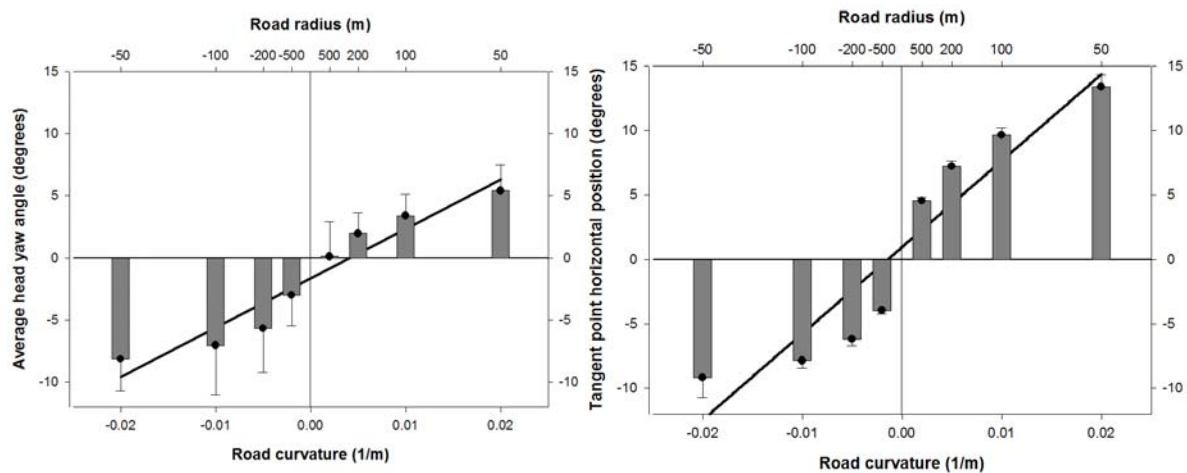 Road radius (m)
-50 -100 -200 -500 500 200 100 50
15 15
10 10
5 5
0 0
-5 -5
-10 -10
Average head yaw angle (degrees)
-0.02 -0.01 0.00 0.01 0.02
Road curvature (1/m)
Road radius (m)
-50 -100 -200 -500 500 200 100 50
15 15
10 10
5 5
0 0
-5 -5
-10 -10
Tangent point horizontal position (degrees)
-0.02 -0.01 0.00 0.01 0.02
Road curvature (1/m)